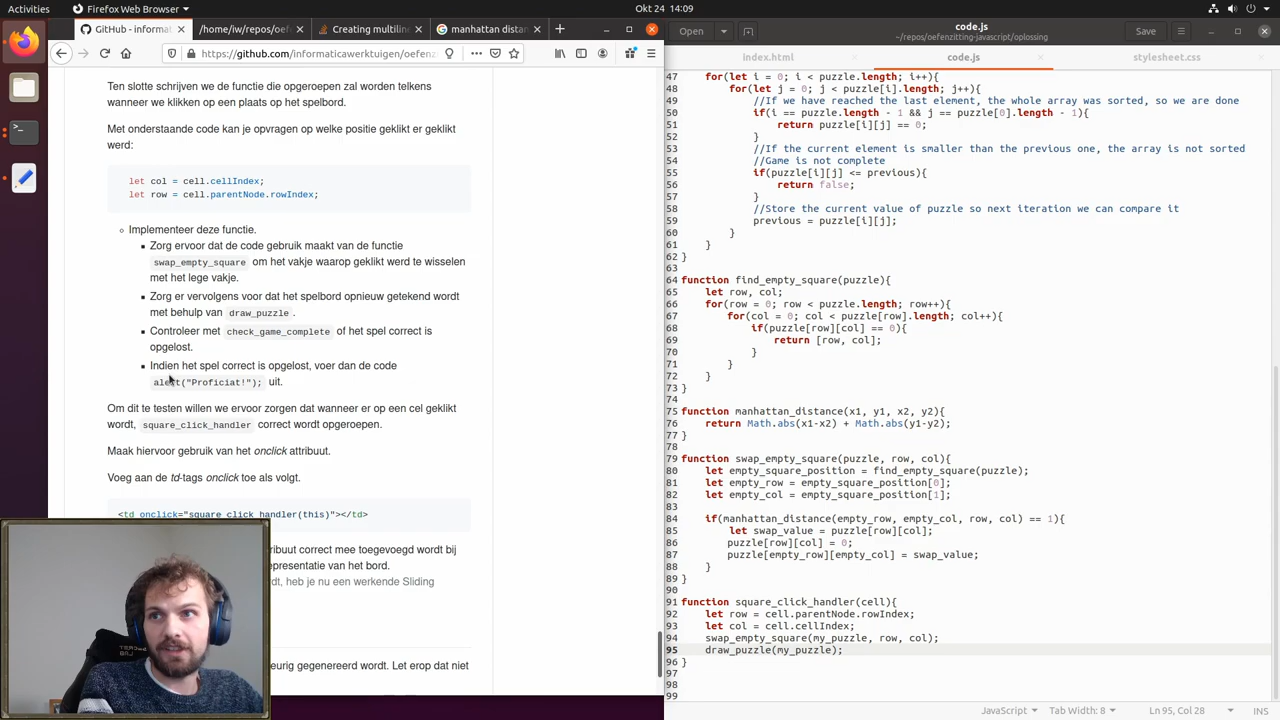 Activities
Firefox Web Browser
Okt 24 14:09
GitHub - informa
/home/iw/repos/oef
Creating multilin
manhattan distan
https://github.com/informaticawerktuigen/oefenz
Ten slotte schrijven we de functie die opgeroepen zal worden telkens
wanneer we klikken op een plaats op het spelbord.
Met onderstaande code kan je opvragen op welke positie geklikt er geklikt
werd:
let col = cell.cellIndex;
let row = cell.parentNode.rowIndex;
Implementeer deze functie.
Zorg ervoor dat de code gebruik maakt van de functie
swap_empty_square om het vakje waarop geklikt werd te wisselen
met het lege vakje.
Zorg er vervolgens voor dat het spelbord opnieuw getekend wordt
met behulp van draw_puzzle .
Controleer met check_game_complete of het spel correct is
opgelost.
Indien het spel correct is opgelost, voer dan de code
alert("Proficiat!"); uit.
Om dit te testen willen we ervoor zorgen dat wanneer er op een cel geklikt
wordt, square_click_handler correct wordt opgeroepen.
Maak hiervoor gebruik van het onclick attribuut.
Voeg aan de td-tags onclick toe als volgt.
<td onclick="square_click_handler(this)"></td>
ibuut correct mee toegevoegd wordt bij
epresentatie van het bord.
rdt, heb je nu een werkende Sliding
eurig gegenereerd wordt. Let erop dat niet
Open
code.js
~/repos/oefenzitting-javascript/oplossing
Save
index.html
code.js
stylesheet.css
47 for(let i = 0; i < puzzle.length; i++){
48 for(let j = 0; j < puzzle[i].length; j++){
49 //If we have reached the last element, the whole array was sorted, so we are done
50 if(i == puzzle.length - 1 && j == puzzle[0].length - 1){
51 return puzzle[i][j] == 0;
52 }
53 //If the current element is smaller than the previous one, the array is not sorted
54 //Game is not complete
55 if(puzzle[i][j] <= previous){
56 return false;
57 }
58 //Store the current value of puzzle so next iteration we can compare it
59 previous = puzzle[i][j];
60 }
61 }
62 }
63
64 function find_empty_square(puzzle){
65 let row, col;
66 for(row = 0; row < puzzle.length; row++){
67 for(col = 0; col < puzzle[row].length; col++){
68 if(puzzle[row][col] == 0){
69 return [row, col];
70 }
71 }
72 }
73 }
74
75 function manhattan_distance(x1, y1, x2, y2){
76 return Math.abs(x1-x2) + Math.abs(y1-y2);
77 }
78
79 function swap_empty_square(puzzle, row, col){
80 let empty_square_position = find_empty_square(puzzle);
81 let empty_row = empty_square_position[0];
82 let empty_col = empty_square_position[1];
83
84 if(manhattan_distance(empty_row, empty_col, row, col) == 1){
85 let swap_value = puzzle[row][col];
86 puzzle[row][col] = 0;
87 puzzle[empty_row][empty_col] = swap_value;
88 }
89 }
90
91 function square_click_handler(cell){
92 let row = cell.parentNode.rowIndex;
93 let col = cell.cellIndex;
94 swap_empty_square(my_puzzle, row, col);
95 draw_puzzle(my_puzzle);
96 }
97
98
99
JavaScript
Tab Width: 8
Ln 95, Col 28
INS